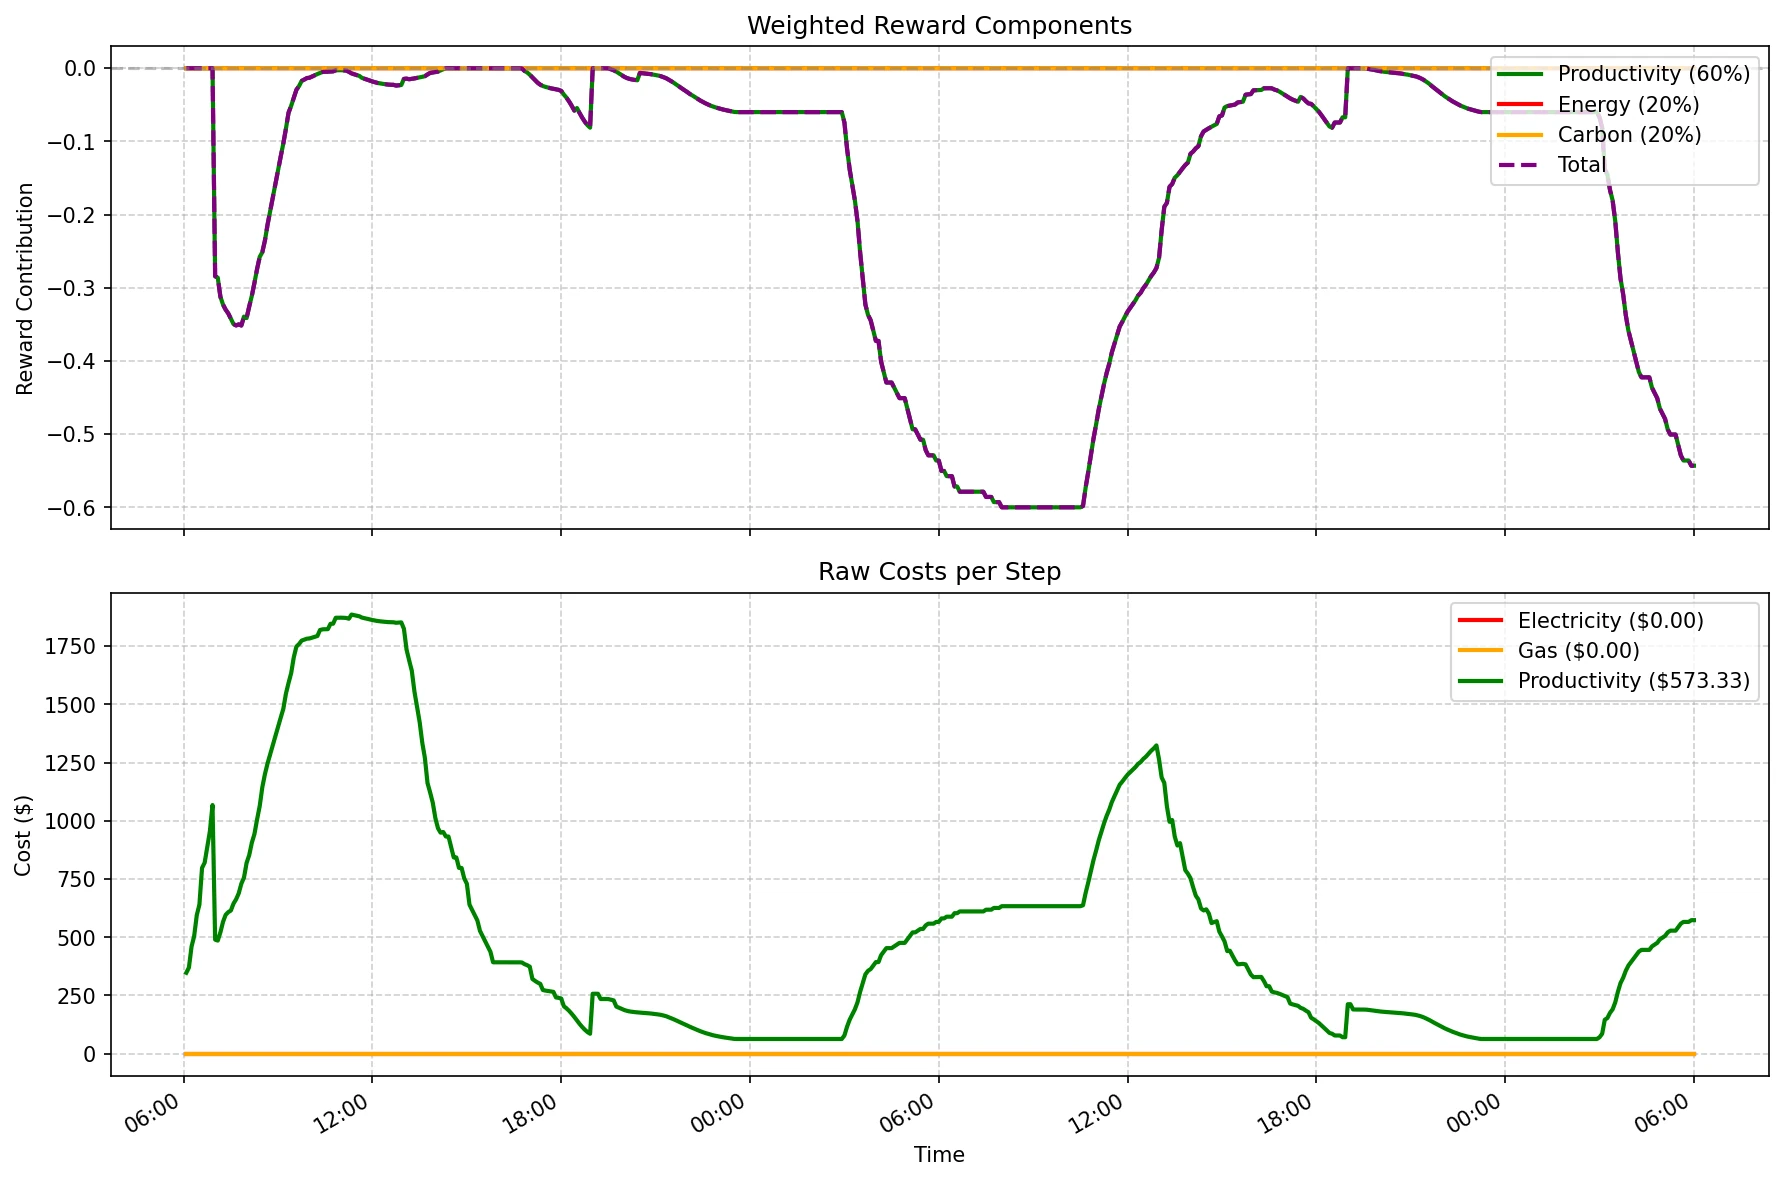 Weighted Reward Components
0.0
−0.1
−0.2
−0.3
−0.4
−0.5
−0.6
Reward Contribution
Productivity (60%)
Energy (20%)
Carbon (20%)
Total
Raw Costs per Step
1750
1500
1250
1000
750
500
250
0
Cost ($)
Electricity ($0.00)
Gas ($0.00)
Productivity ($573.33)
06:00 12:00 18:00 00:00 06:00 12:00 18:00 00:00 06:00
Time